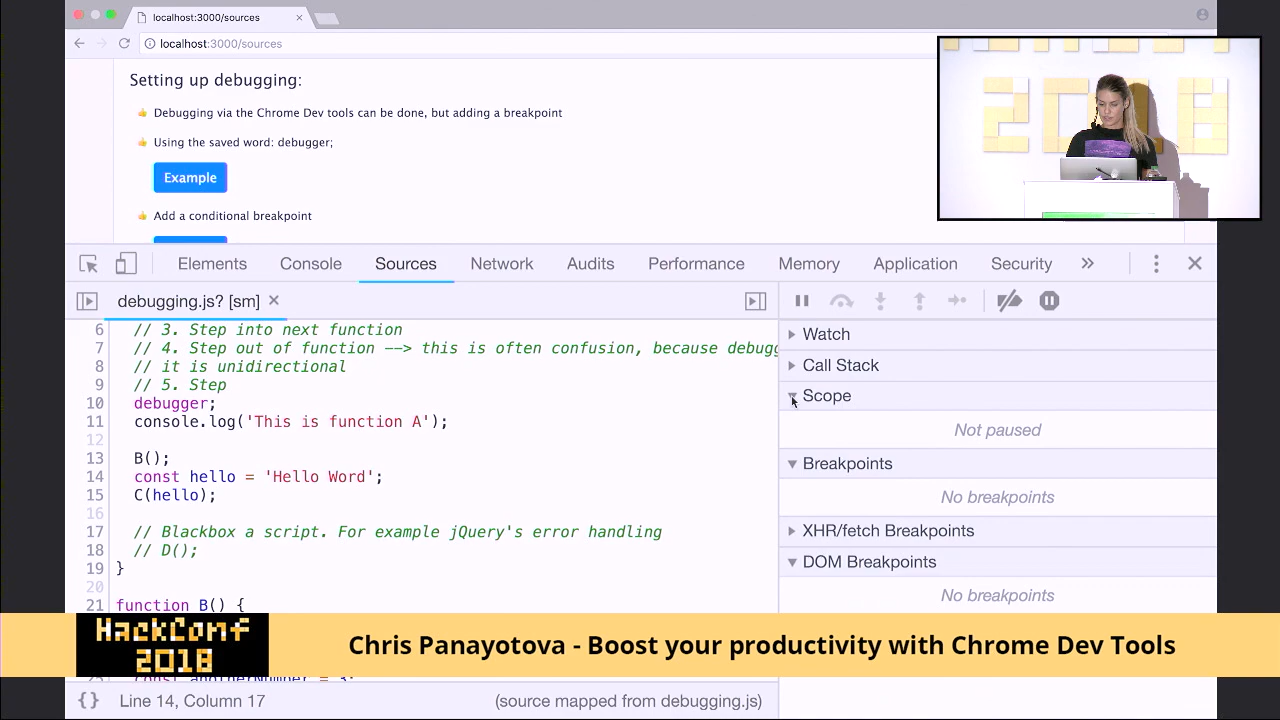 localhost:3000/sources
localhost:3000/sources
Setting up debugging:
Debugging via the Chrome Dev tools can be done, but adding a breakpoint
Using the saved word: debugger;
Example
Add a conditional breakpoint
2018
Elements Console Sources Network Audits Performance Memory Application Security
debugging.js? [sm]
6 // 3. Step into next function
7 // 4. Step out of function --> this is often confusion, because debugg
8 // it is unidirectional
9 // 5. Step
10 debugger;
11 console.log('This is function A');
12
13 B();
14 const hello = 'Hello Word';
15 C(hello);
16
17 // Blackbox a script. For example jQuery's error handling
18 // D();
19 }
20
21 function B() {
Watch
Call Stack
Scope
Not paused
Breakpoints
No breakpoints
XHR/fetch Breakpoints
DOM Breakpoints
No breakpoints
HackConf
2018
Chris Panayotova - Boost your productivity with Chrome Dev Tools
{} Line 14, Column 17
(source mapped from debugging.js)